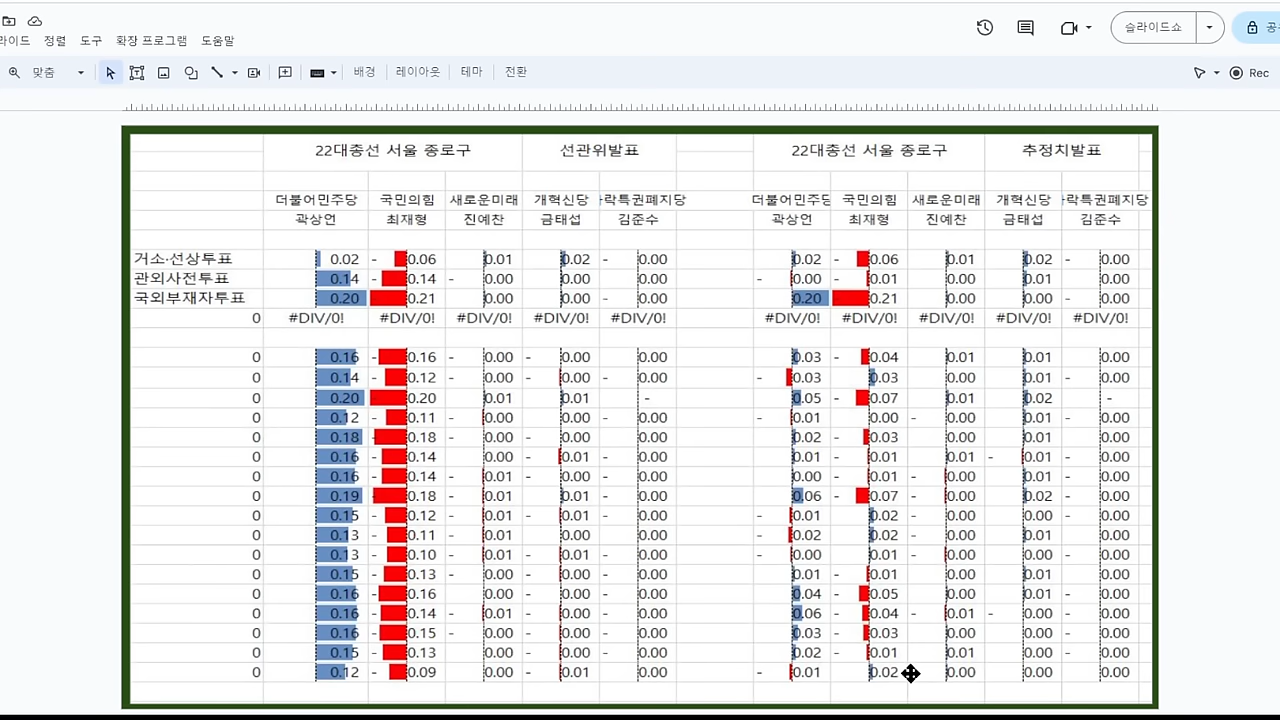 라이드 정렬 도구 확장 프로그램 도움말 슬라이드쇼 공
맞춤 배경 레이아웃 테마 전환 Rec
22대총선 서울 종로구 선관위발표 22대총선 서울 종로구 추정치발표
더불어민주당 국민의힘 새로운미래 개혁신당 락특권폐지당 더불어민주당 국민의힘 새로운미래 개혁신당 락특권폐지당
곽상언 최재형 진예찬 금태섭 김준수 곽상언 최재형 진예찬 금태섭 김준수
거소·선상투표 0.02 - 0.06 0.01 0.02 - 0.00 0.02 - 0.06 0.01 0.02 - 0.00
관외사전투표 0.14 - 0.14 0.00 0.00 0.00 - 0.00 - 0.01 0.00 0.01 0.00
국외부재자투표 0.20 0.21 0.00 0.00 - 0.00 0.20 0.21 0.00 0.00 - 0.00
0 #DIV/0! #DIV/0! #DIV/0! #DIV/0! #DIV/0! #DIV/0! #DIV/0! #DIV/0! #DIV/0! #DIV/0!
0 0.16 - 0.16 - 0.00 - 0.00 0.00 0.03 - 0.04 0.01 0.01 0.00
0 0.14 - 0.12 - 0.00 - 0.00 - 0.00 - 0.03 0.03 0.00 0.01 - 0.00
0 0.20 0.20 0.01 0.01 - 0.05 - 0.07 0.01 0.02 -
0 0.12 - 0.11 - 0.00 0.00 - 0.00 - 0.01 0.00 - 0.00 0.01 - 0.00
0 0.18 - 0.18 - 0.00 - 0.00 - 0.00 0.02 - 0.03 0.00 0.01 - 0.00
0 0.16 - 0.14 0.00 - 0.01 - 0.00 0.01 - 0.01 0.01 - 0.01 - 0.00
0 0.16 - 0.14 - 0.01 0.00 - 0.00 0.00 - 0.01 - 0.00 0.01 - 0.00
0 0.19 - 0.18 - 0.01 0.01 - 0.00 0.06 - 0.07 - 0.00 0.02 - 0.00
0 0.15 - 0.12 - 0.01 - 0.01 - 0.00 - 0.01 0.02 - 0.00 0.00 - 0.00
0 0.13 - 0.11 - 0.01 0.00 - 0.00 - 0.02 0.02 - 0.00 0.01 - 0.00
0 0.13 - 0.10 - 0.01 - 0.01 - 0.00 - 0.00 0.01 - 0.00 0.00 - 0.00
0 0.15 - 0.13 - 0.00 - 0.00 - 0.00 0.01 - 0.01 0.00 0.01 - 0.00
0 0.16 - 0.16 0.00 - 0.00 - 0.00 0.04 - 0.05 0.00 0.01 - 0.00
0 0.16 - 0.14 - 0.01 - 0.00 - 0.00 0.06 - 0.04 - 0.01 - 0.00 - 0.00
0 0.16 - 0.15 - 0.00 0.00 - 0.00 0.03 - 0.03 0.00 0.00 - 0.00
0 0.15 - 0.13 0.00 - 0.00 - 0.00 0.02 - 0.01 0.00 0.00 - 0.00
0 0.12 - 0.09 0.00 - 0.01 - 0.00 - 0.01 0.02 0.00 0.00 - 0.00